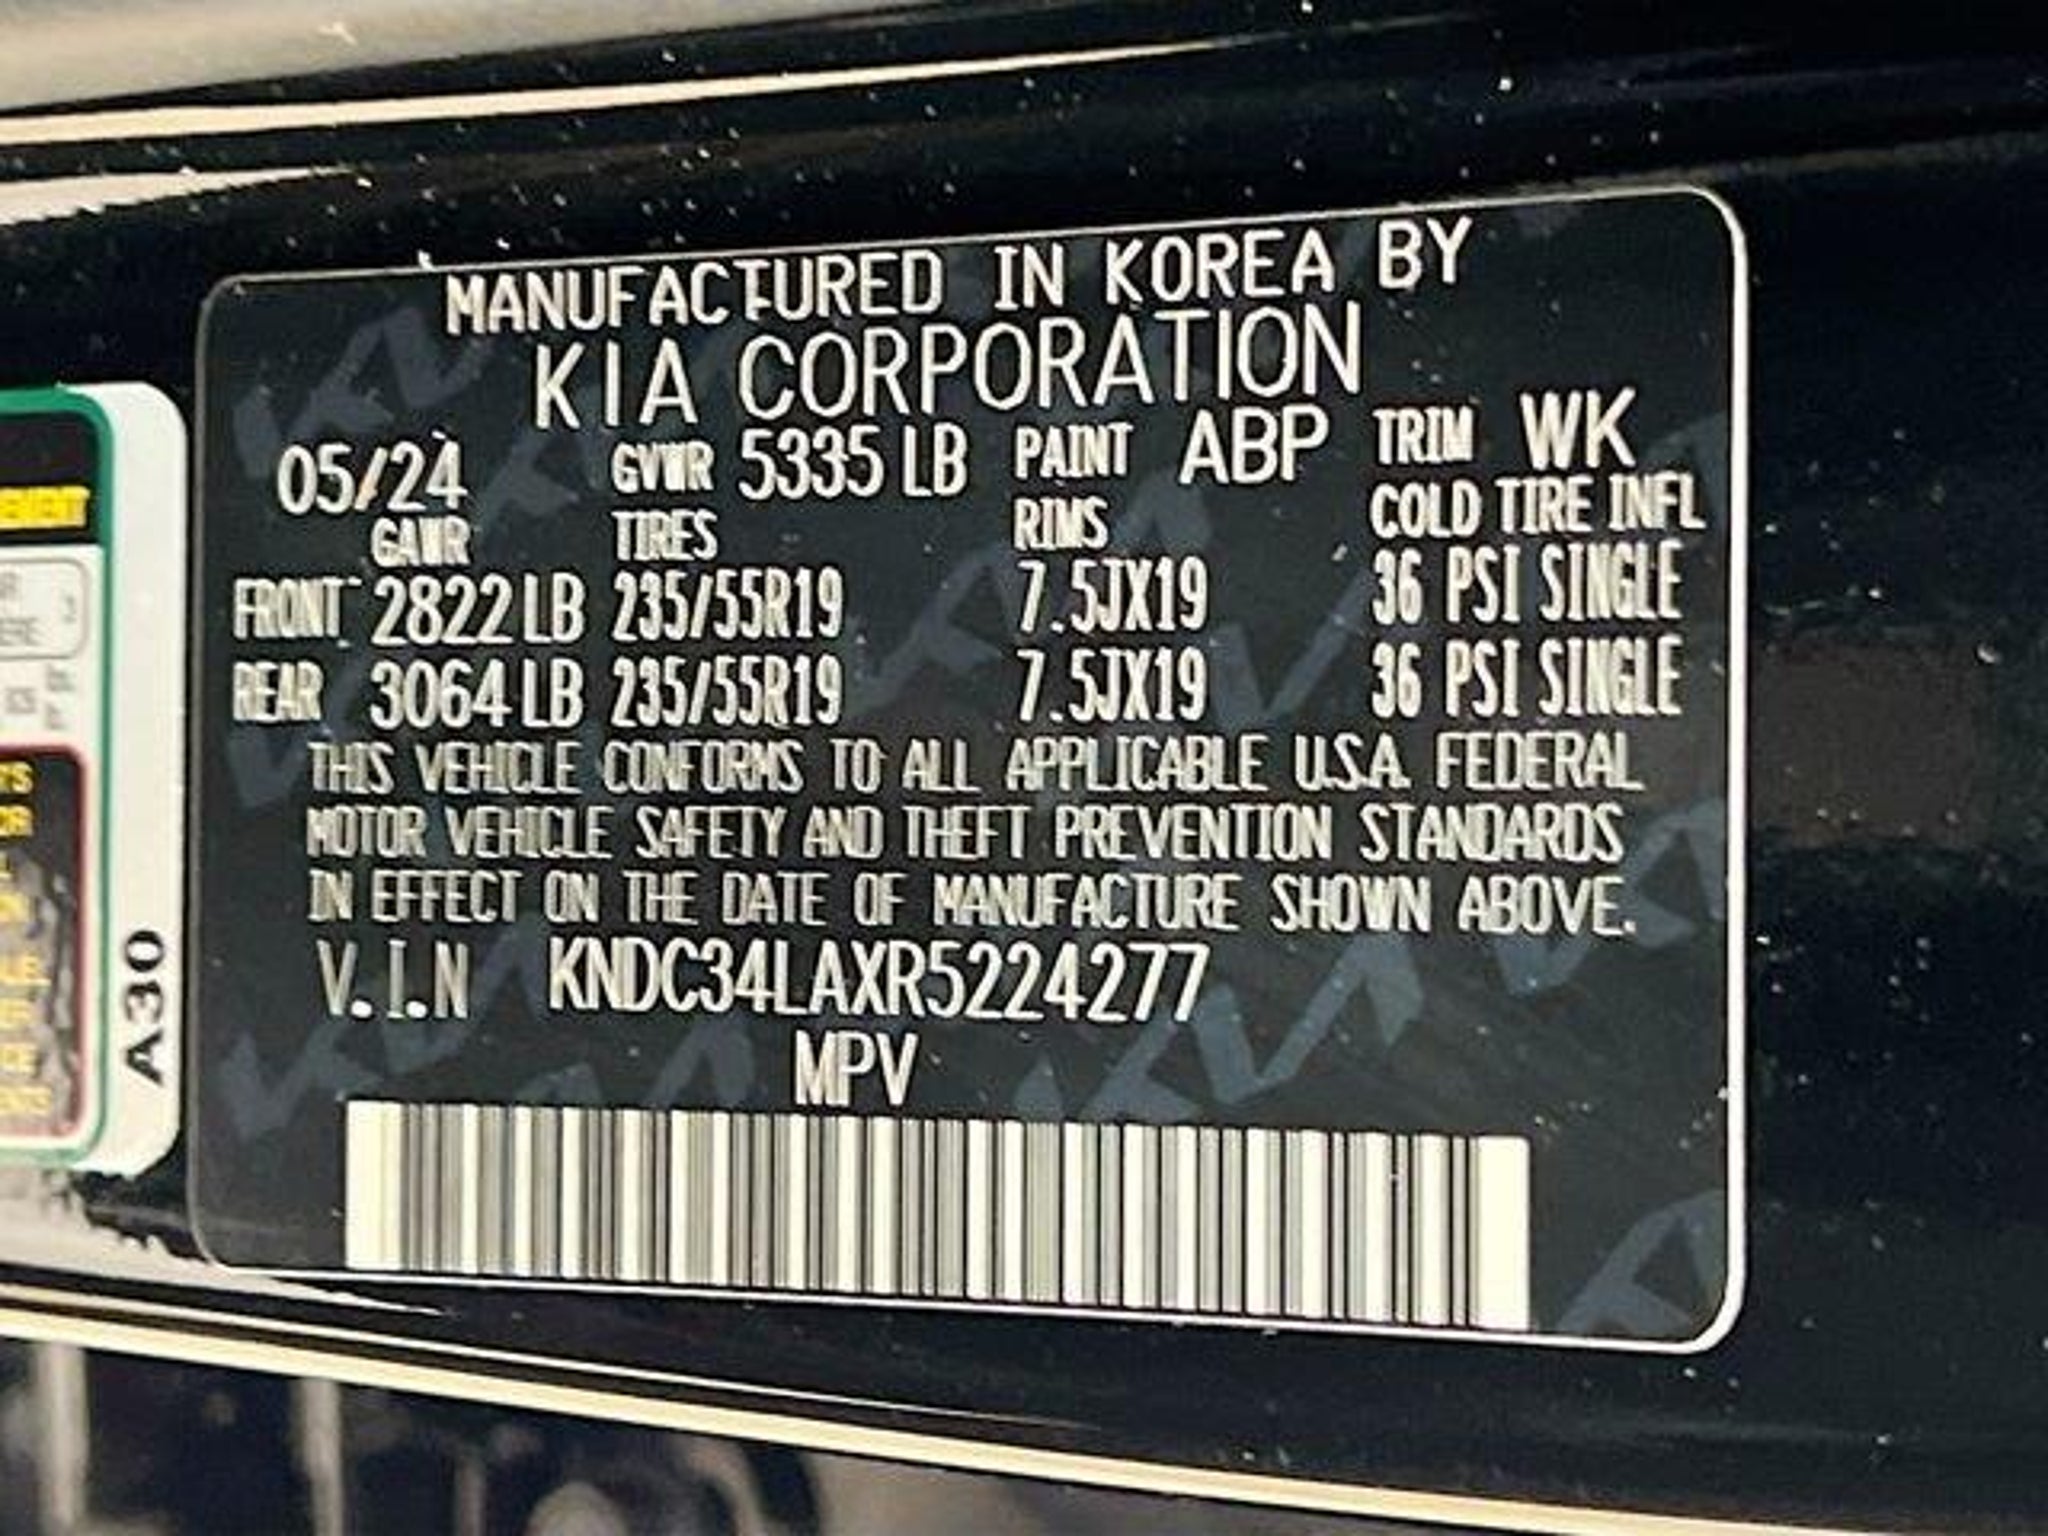 MANUFACTURED IN KOREA BY
KIA CORPORATION
05/24 GVWR 5335 LB PAINT ABP TRIM WK
GAWR TIRES RIMS COLD TIRE INFL
FRONT 2822 LB 235/55R19 7.5JX19 36 PSI SINGLE
REAR 3064 LB 235/55R19 7.5JX19 36 PSI SINGLE
THIS VEHICLE CONFORMS TO ALL APPLICABLE U.S.A. FEDERAL
MOTOR VEHICLE SAFETY AND THEFT PREVENTION STANDARDS
IN EFFECT ON THE DATE OF MANUFACTURE SHOWN ABOVE.
V.I.N KNDC34LAXR5224277
MPV
A30